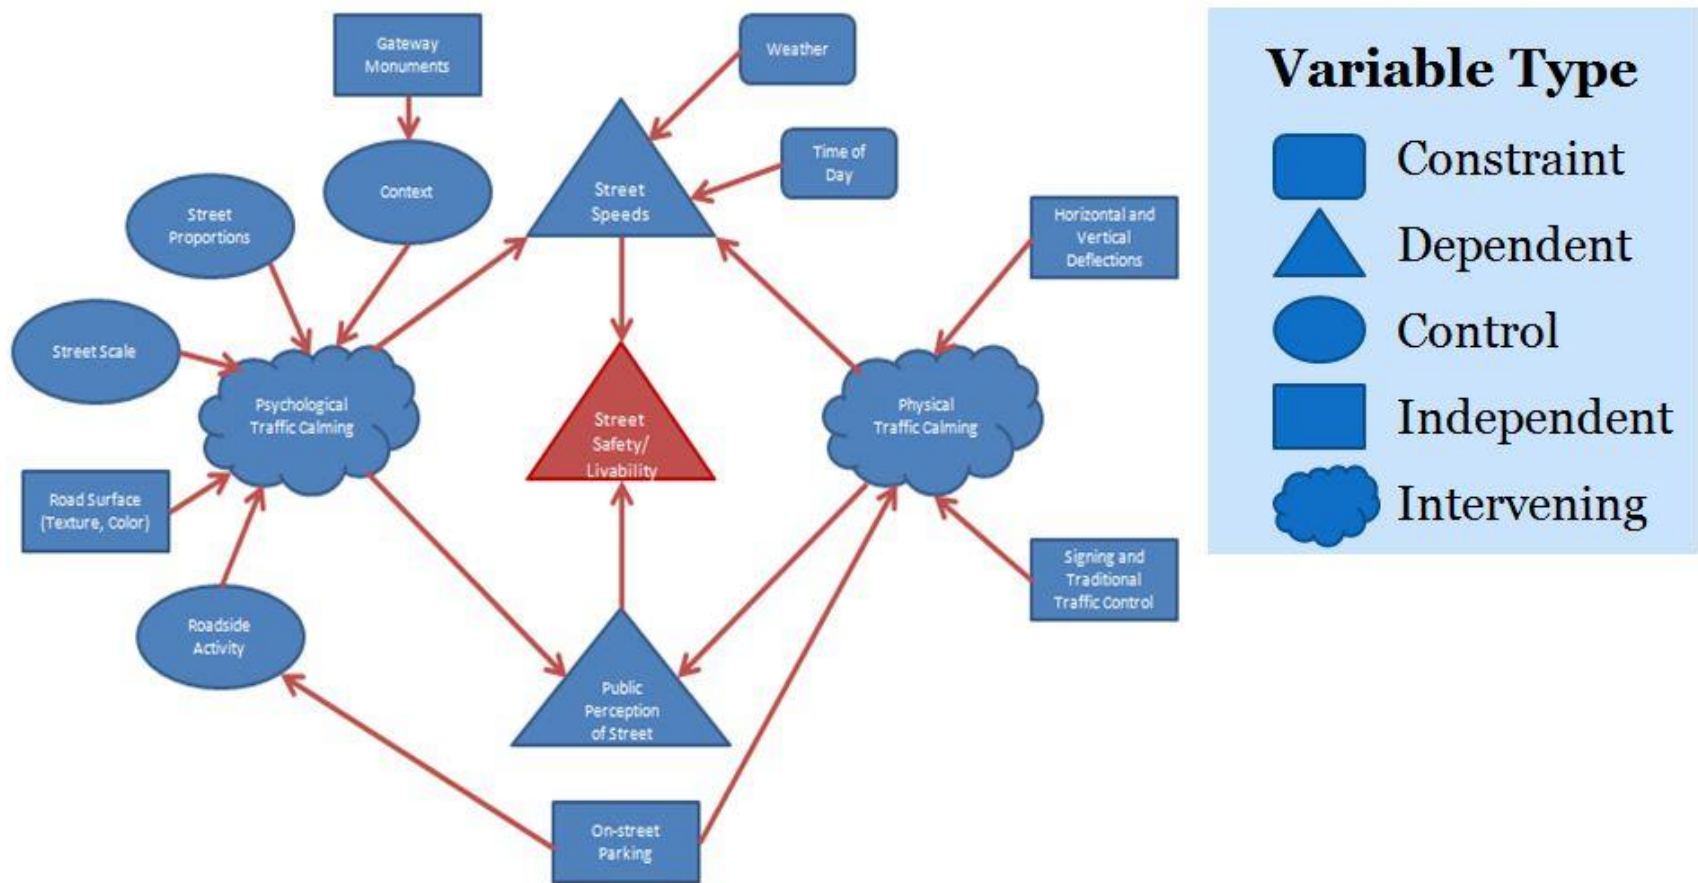 Gateway
Monuments
Weather
Time of
Day
Context
Street
Proportions
Street
Speeds
Horizontal and
Vertical
Deflections
Street Scale
Psychological
Traffic Calming
Street
Safety/
Livability
Physical
Traffic Calming
Road Surface
(Texture, Color)
Signing and
Traditional
Traffic Control
Roadside
Activity
Public
Perception
of Street
On-street
Parking
Variable Type
Constraint
Dependent
Control
Independent
Intervening